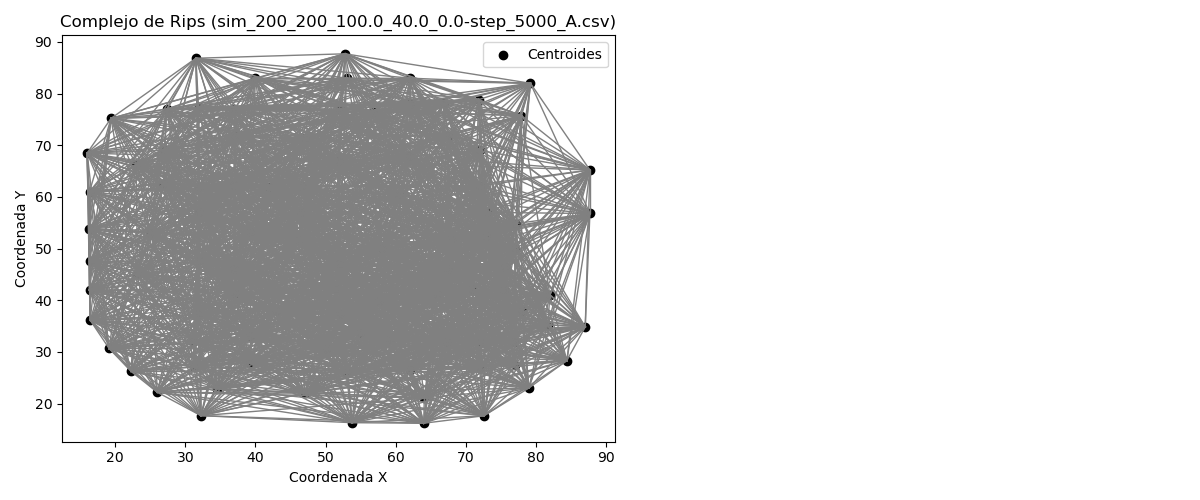 Complejo de Rips (sim_200_200_100.0_40.0_0.0-step_5000_A.csv)
90
80
70
60
50
40
30
20
Coordenada Y
Centroides
20 30 40 50 60 70 80 90
Coordenada X